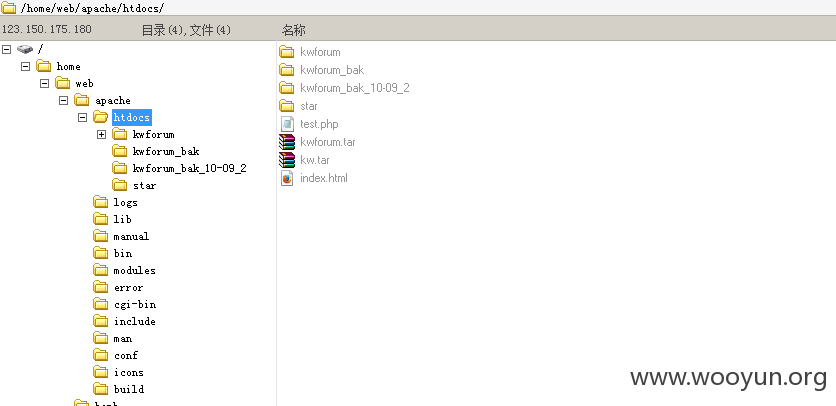 /home/web/apache/htdocs/
123.150.175.180 目录(4),文件(4) 名称
/
home
web
apache
htdocs
kwforum
kwforum_bak
kwforum_bak_10-09_2
star
logs
lib
manual
bin
modules
error
cgi-bin
include
man
conf
icons
build
kwforum
kwforum_bak
kwforum_bak_10-09_2
star
test.php
kwforum.tar
kw.tar
index.html
www.wooyun.org